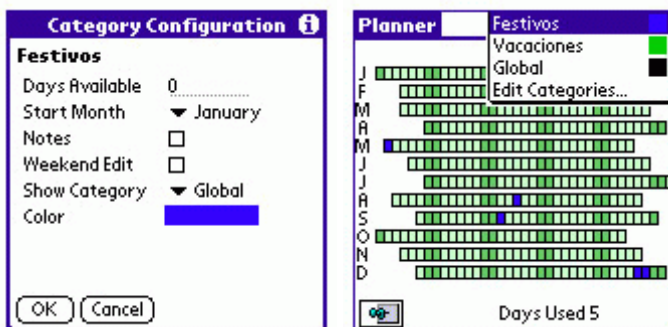 Category Configuration
Festivos
Days Available 0
Start Month January
Notes
Weekend Edit
Show Category Global
Color
OK Cancel
Planner
Festivos
Vacaciones
Global
Edit Categories...
J
F
M
A
M
J
J
A
S
O
N
D
Days Used 5